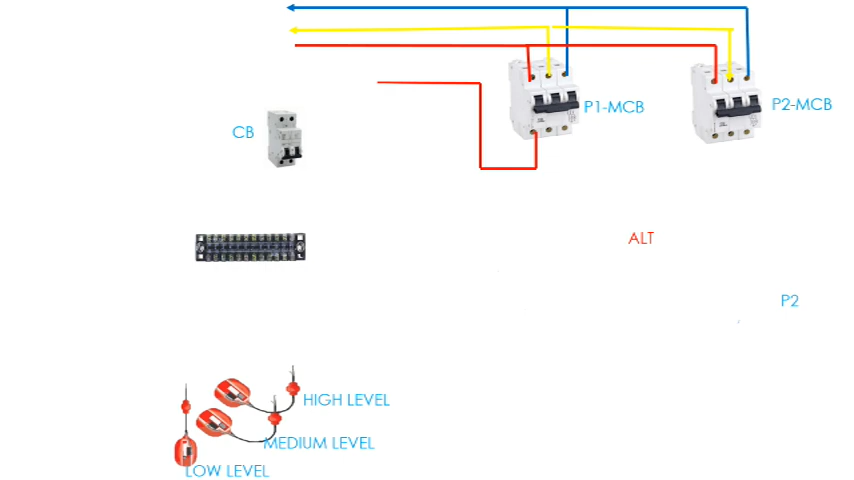 P1-MCB
P2-MCB
CB
ALT
P2
HIGH LEVEL
MEDIUM LEVEL
LOW LEVEL